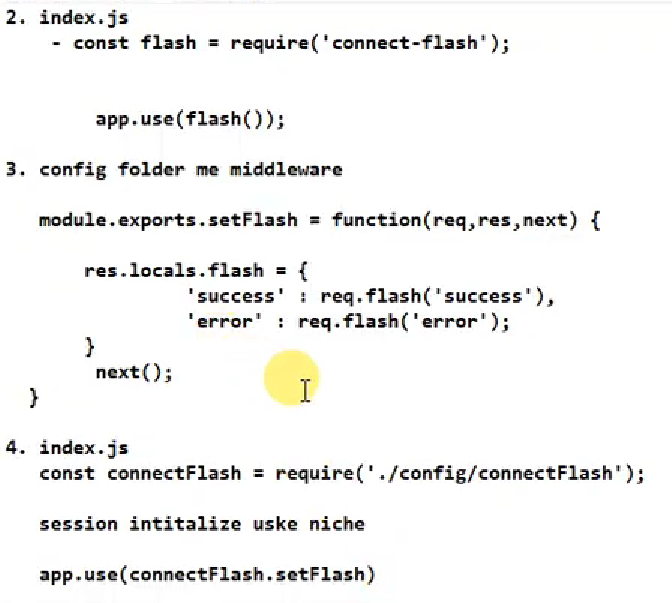 2. index.js
- const flash = require('connect-flash');
app.use(flash());
3. config folder me middleware
module.exports.setFlash = function(req,res,next) {
res.locals.flash = {
'success' : req.flash('success'),
'error' : req.flash('error');
}
next();
}
4. index.js
const connectFlash = require('./config/connectFlash');
session intitalize uske niche
app.use(connectFlash.setFlash)